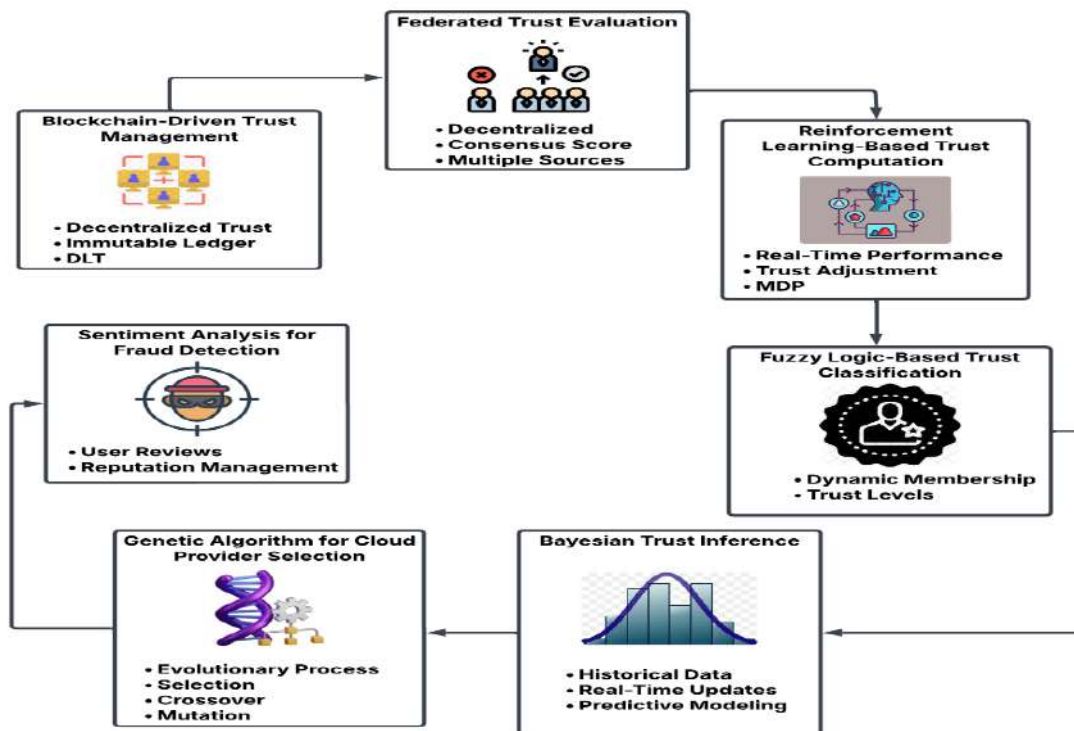 Federated Trust Evaluation
• Decentralized
• Consensus Score
• Multiple Sources
Blockchain-Driven Trust
Management
• Decentralized Trust
• Immutable Ledger
• DLT
Reinforcement
Learning-Based Trust
Computation
• Real-Time Performance
• Trust Adjustment
• MDP
Sentiment Analysis for
Fraud Detection
• User Reviews
• Reputation Management
Fuzzy Logic-Based Trust
Classification
• Dynamic Membership
• Trust Levels
Genetic Algorithm for Cloud
Provider Selection
• Evolutionary Process
• Selection
• Crossover
• Mutation
Bayesian Trust Inference
• Historical Data
• Real-Time Updates
• Predictive Modeling